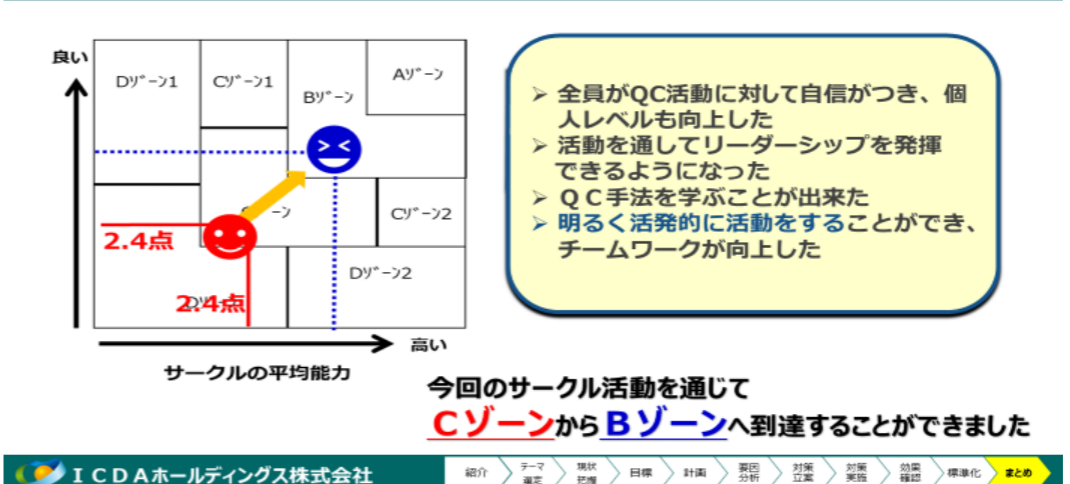 良い
Dｿﾞｰﾝ1
Cｿﾞｰﾝ1
Bｿﾞｰﾝ
Aｿﾞｰﾝ
Cｿﾞｰﾝ2
Dｿﾞｰﾝ2
2.4点
2.4点
高い
サークルの平均能力
➢ 全員がQC活動に対して自信がつき、個
人レベルも向上した
➢ 活動を通してリーダーシップを発揮
できるようになった
➢ ＱＣ手法を学ぶことが出来た
➢ 明るく活発的に活動をすることができ、
チームワークが向上した
今回のサークル活動を通じて
ＣゾーンからＢゾーンへ到達することができました
ＩＣＤＡホールディングス株式会社
紹介
テーマ
選定
現状
把握
目標
計画
要因
分析
対策
立案
対策
実施
効果
確認
標準化
まとめ